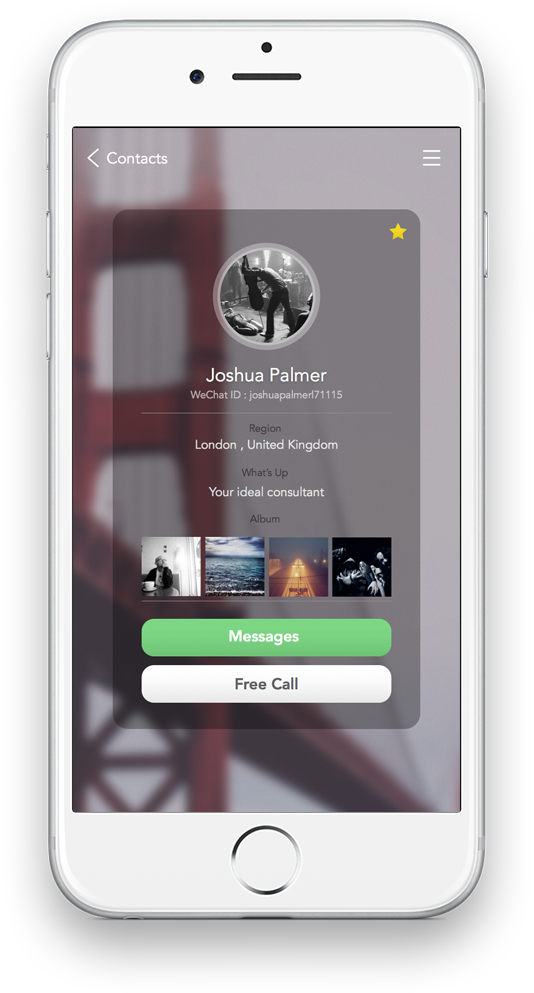 Contacts
Joshua Palmer
WeChat ID : joshuapalmerl71115
Region
London , United Kingdom
What's Up
Your ideal consultant
Album
Messages
Free Call